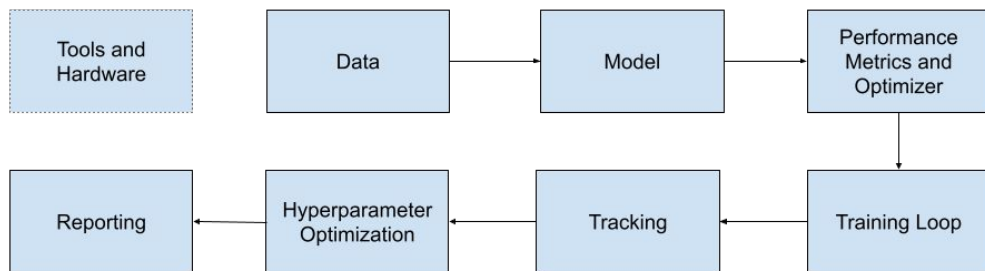 Tools and
Hardware
Data
Model
Performance
Metrics and
Optimizer
Training Loop
Tracking
Hyperparameter
Optimization
Reporting